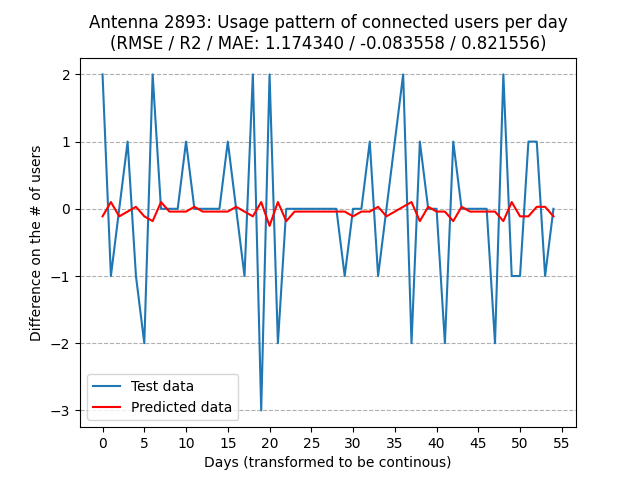 Antenna 2893: Usage pattern of connected users per day
(RMSE / R2 / MAE: 1.174340 / -0.083558 / 0.821556)
2
1
0
−1
−2
−3
Difference on the # of users
Test data
Predicted data
0 5 10 15 20 25 30 35 40 45 50 55
Days (transformed to be continous)